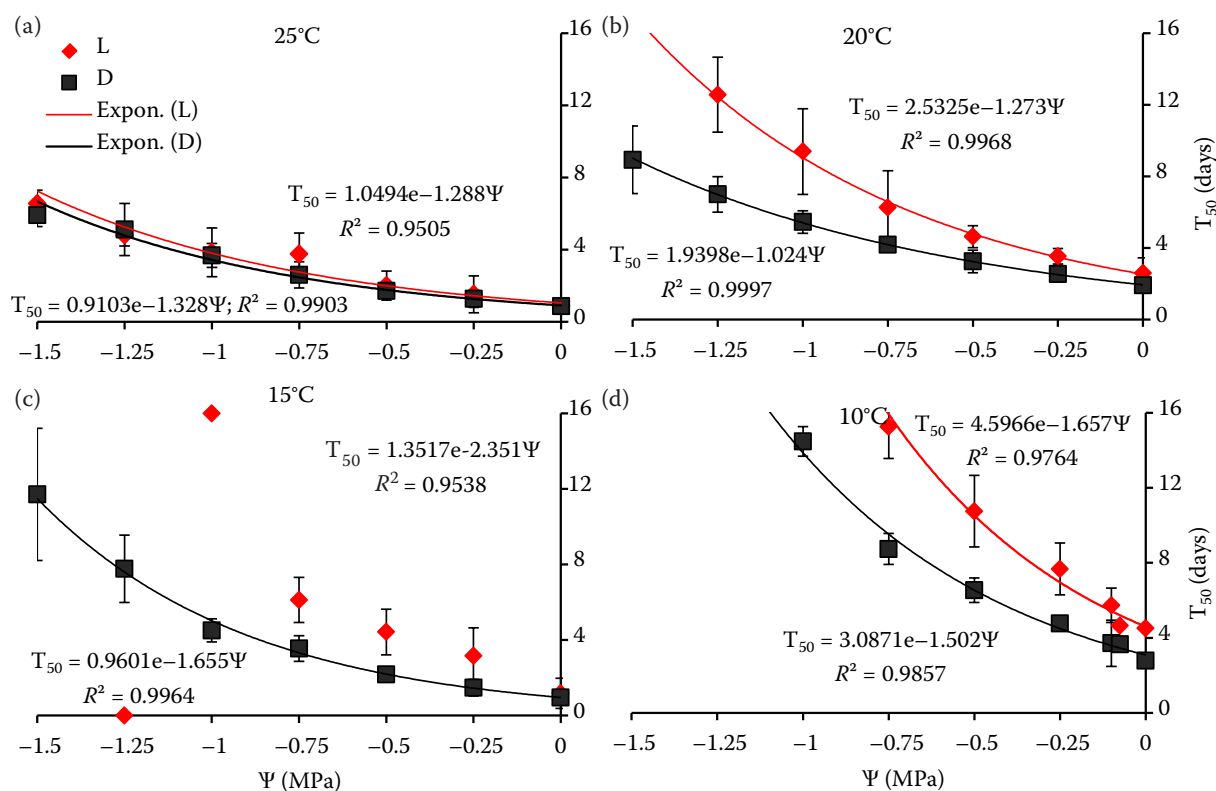 (a)
25°C
L
D
Expon. (L)
Expon. (D)
T50 = 1.0494e−1.288Ψ
R² = 0.9505
T50 = 0.9103e−1.328Ψ; R² = 0.9903
16
12
8
4
0
−1.5 −1.25 −1 −0.75 −0.5 −0.25 0
(b)
20°C
T50 = 2.5325e−1.273Ψ
R² = 0.9968
T50 = 1.9398e−1.024Ψ
R² = 0.9997
16
12
8
4
0
T50 (days)
−1.5 −1.25 −1 −0.75 −0.5 −0.25 0
(c)
15°C
T50 = 1.3517e-2.351Ψ
R² = 0.9538
T50 = 0.9601e−1.655Ψ
R² = 0.9964
16
12
8
4
0
−1.5 −1.25 −1 −0.75 −0.5 −0.25 0
Ψ (MPa)
(d)
10°C
T50 = 4.5966e−1.657Ψ
R² = 0.9764
T50 = 3.0871e−1.502Ψ
R² = 0.9857
16
12
8
4
0
T50 (days)
−1.5 −1.25 −1 −0.75 −0.5 −0.25 0
Ψ (MPa)